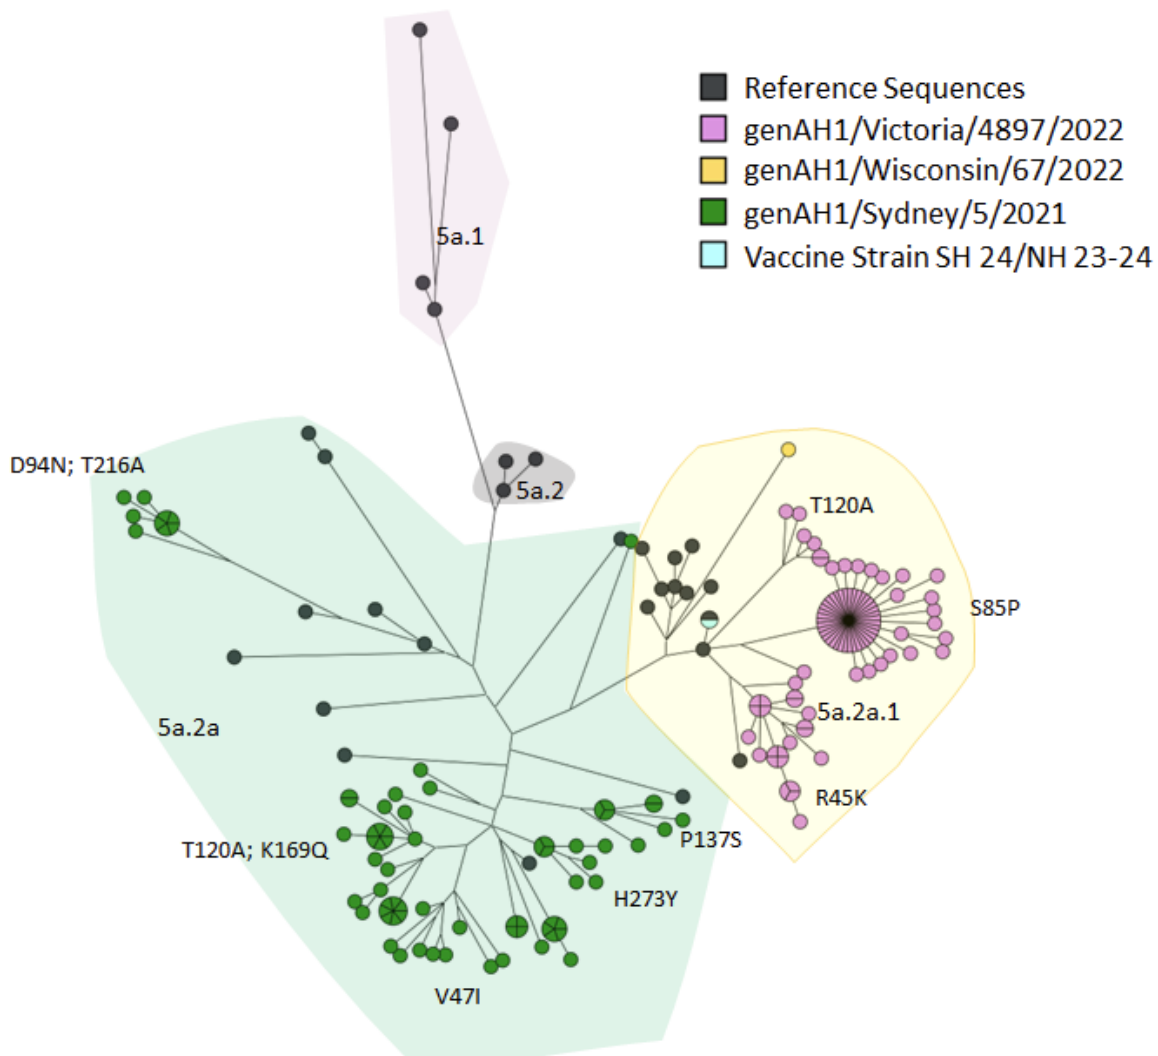 Reference Sequences
genAH1/Victoria/4897/2022
genAH1/Wisconsin/67/2022
genAH1/Sydney/5/2021
Vaccine Strain SH 24/NH 23-24
5a.1
D94N; T216A
5a.2
T120A
S85P
5a.2a
5a.2a.1
R45K
T120A; K169Q
P137S
H273Y
V47I